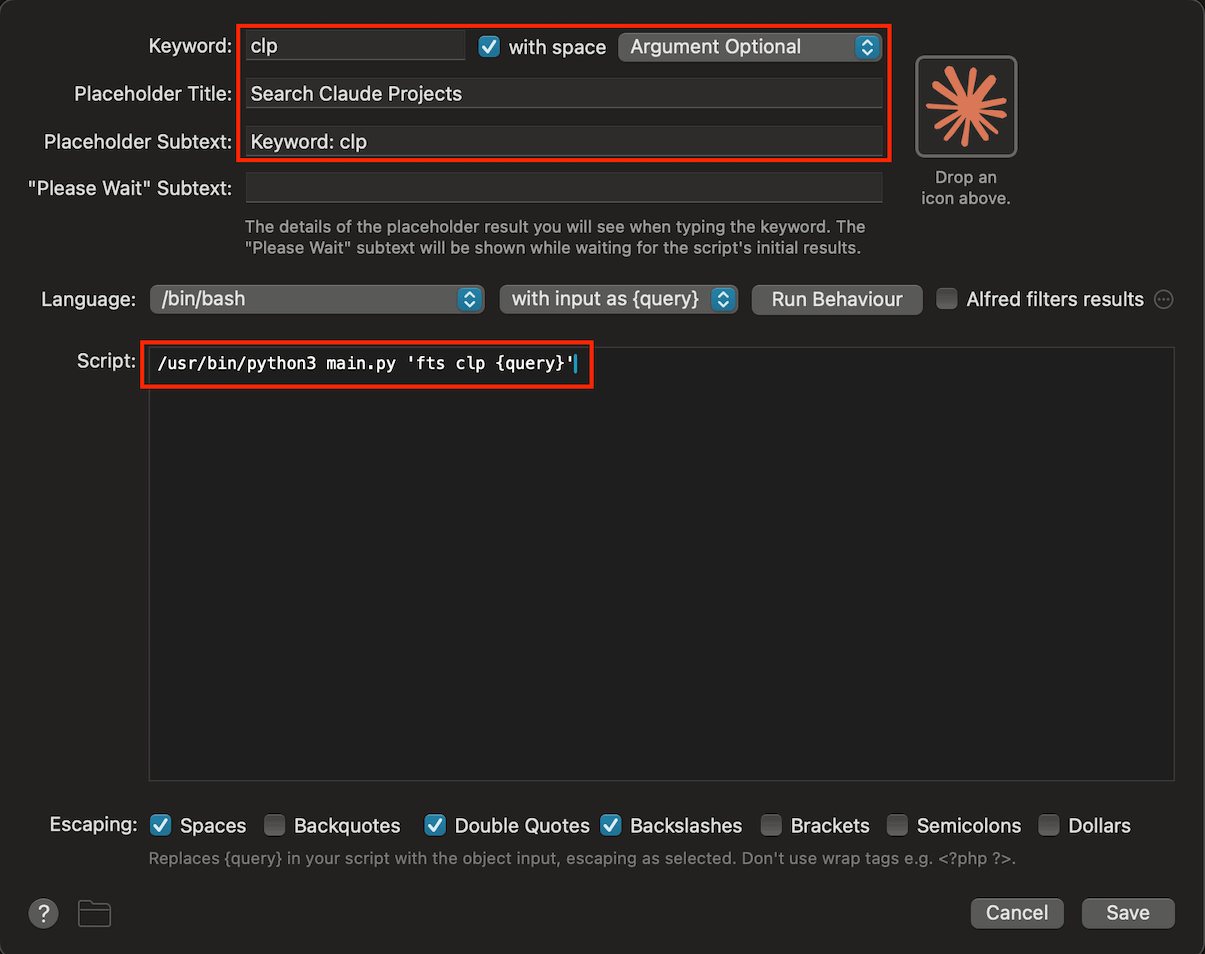 Keyword: clp with space Argument Optional
Placeholder Title: Search Claude Projects
Placeholder Subtext: Keyword: clp
"Please Wait" Subtext:
Drop an
icon above.
The details of the placeholder result you will see when typing the keyword. The
"Please Wait" subtext will be shown while waiting for the script's initial results.
Language: /bin/bash with input as {query} Run Behaviour Alfred filters results
Script: /usr/bin/python3 main.py 'fts clp {query}'
Escaping: Spaces Backquotes Double Quotes Backslashes Brackets Semicolons Dollars
Replaces {query} in your script with the object input, escaping as selected. Don't use wrap tags e.g. <?php ?>.
? Cancel Save